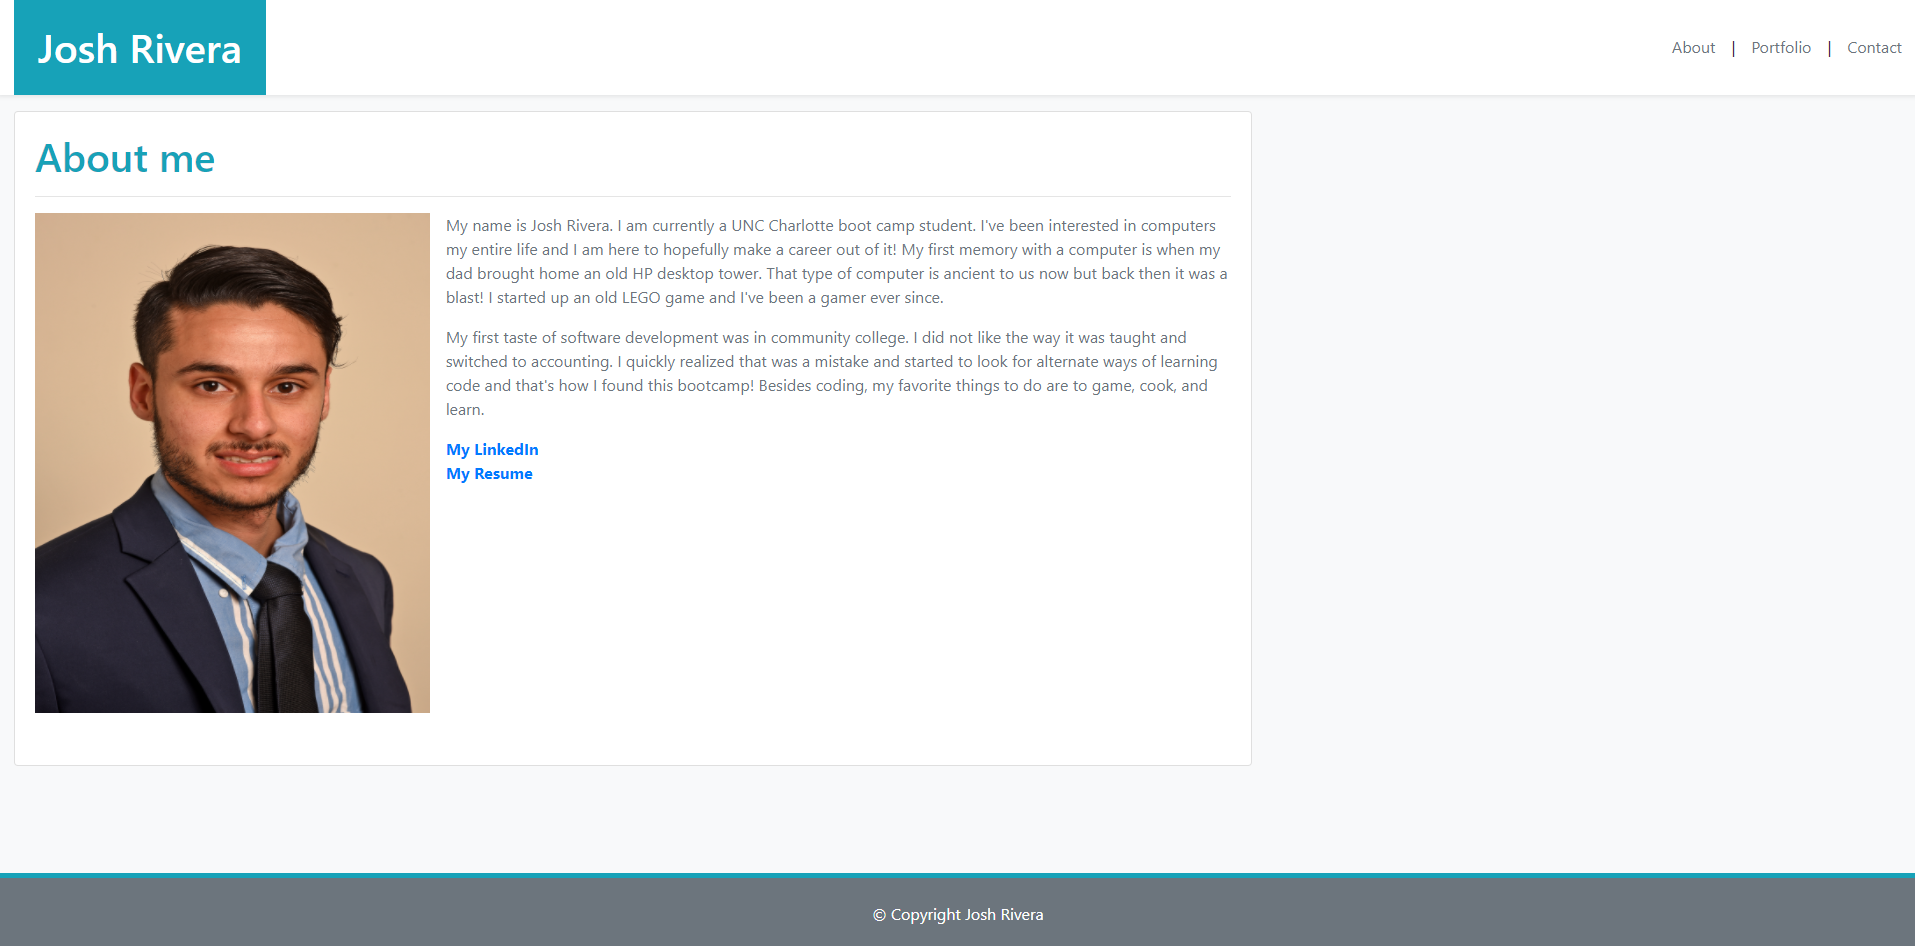 Josh Rivera
About | Portfolio | Contact
About me
My name is Josh Rivera. I am currently a UNC Charlotte boot camp student. I've been interested in computers
my entire life and I am here to hopefully make a career out of it! My first memory with a computer is when my
dad brought home an old HP desktop tower. That type of computer is ancient to us now but back then it was a
blast! I started up an old LEGO game and I've been a gamer ever since.
My first taste of software development was in community college. I did not like the way it was taught and
switched to accounting. I quickly realized that was a mistake and started to look for alternate ways of learning
code and that's how I found this bootcamp! Besides coding, my favorite things to do are to game, cook, and
learn.
My LinkedIn
My Resume
© Copyright Josh Rivera